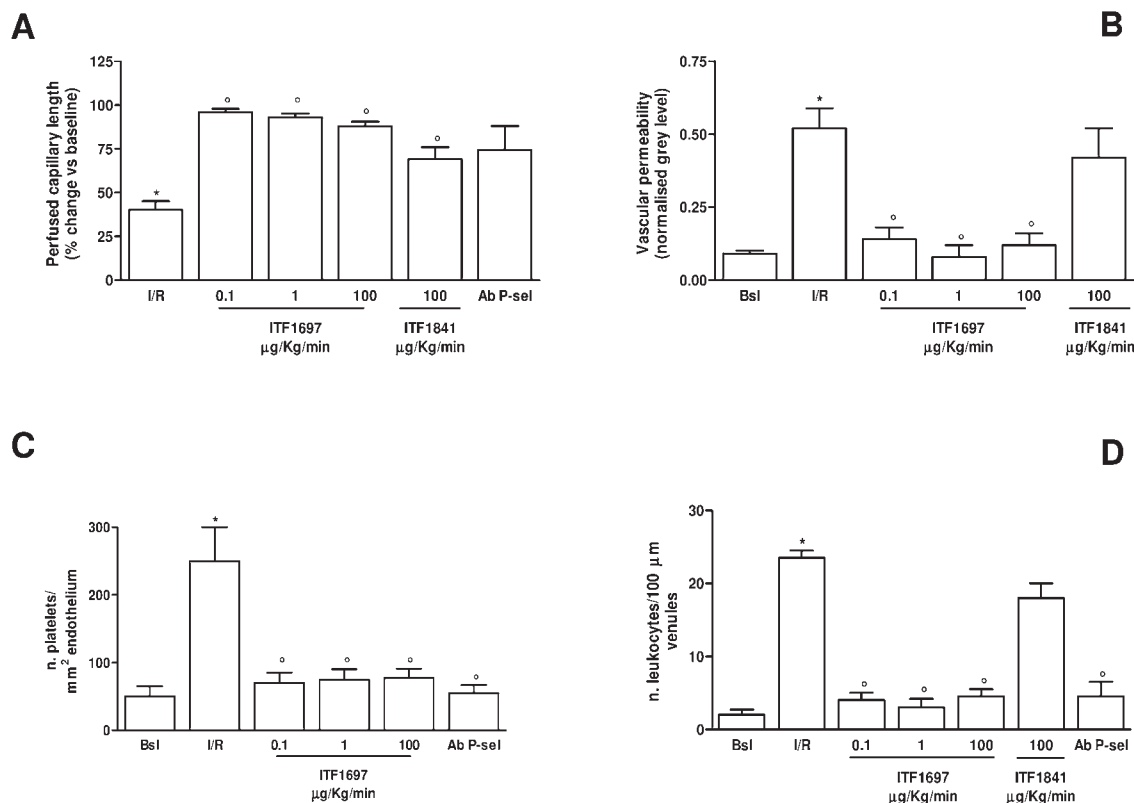 A
Perfused capillary length
(% change vs baseline)
125
100
75
50
25
0
*
°
°
°
°
I/R
0.1
1
100
100
Ab P-sel
ITF1697
µg/Kg/min
ITF1841
µg/Kg/min
B
Vascular permeability
(normalised grey level)
0.75
0.50
0.25
0.00
*
°
°
°
Bsl
I/R
0.1
1
100
100
ITF1697
µg/Kg/min
ITF1841
µg/Kg/min
C
n. platelets/
mm² endothelium
300
200
100
0
*
°
°
°
°
Bsl
I/R
0.1
1
100
Ab P-sel
ITF1697
µg/Kg/min
D
n. leukocytes/100 µm
venules
30
20
10
0
*
°
°
°
°
Bsl
I/R
0.1
1
100
100
Ab P-sel
ITF1697
µg/Kg/min
ITF1841
µg/Kg/min